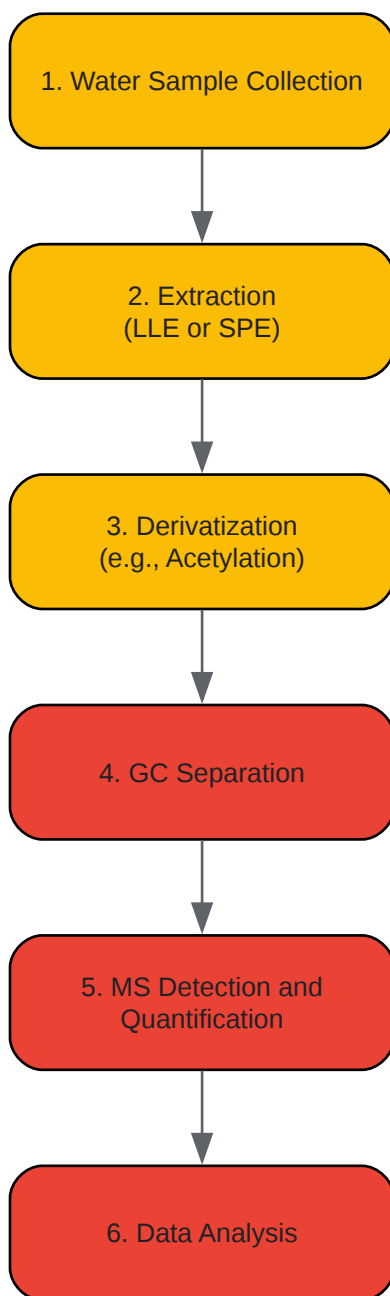 1. Water Sample Collection
2. Extraction
(LLE or SPE)
3. Derivatization
(e.g., Acetylation)
4. GC Separation
5. MS Detection and
Quantification
6. Data Analysis